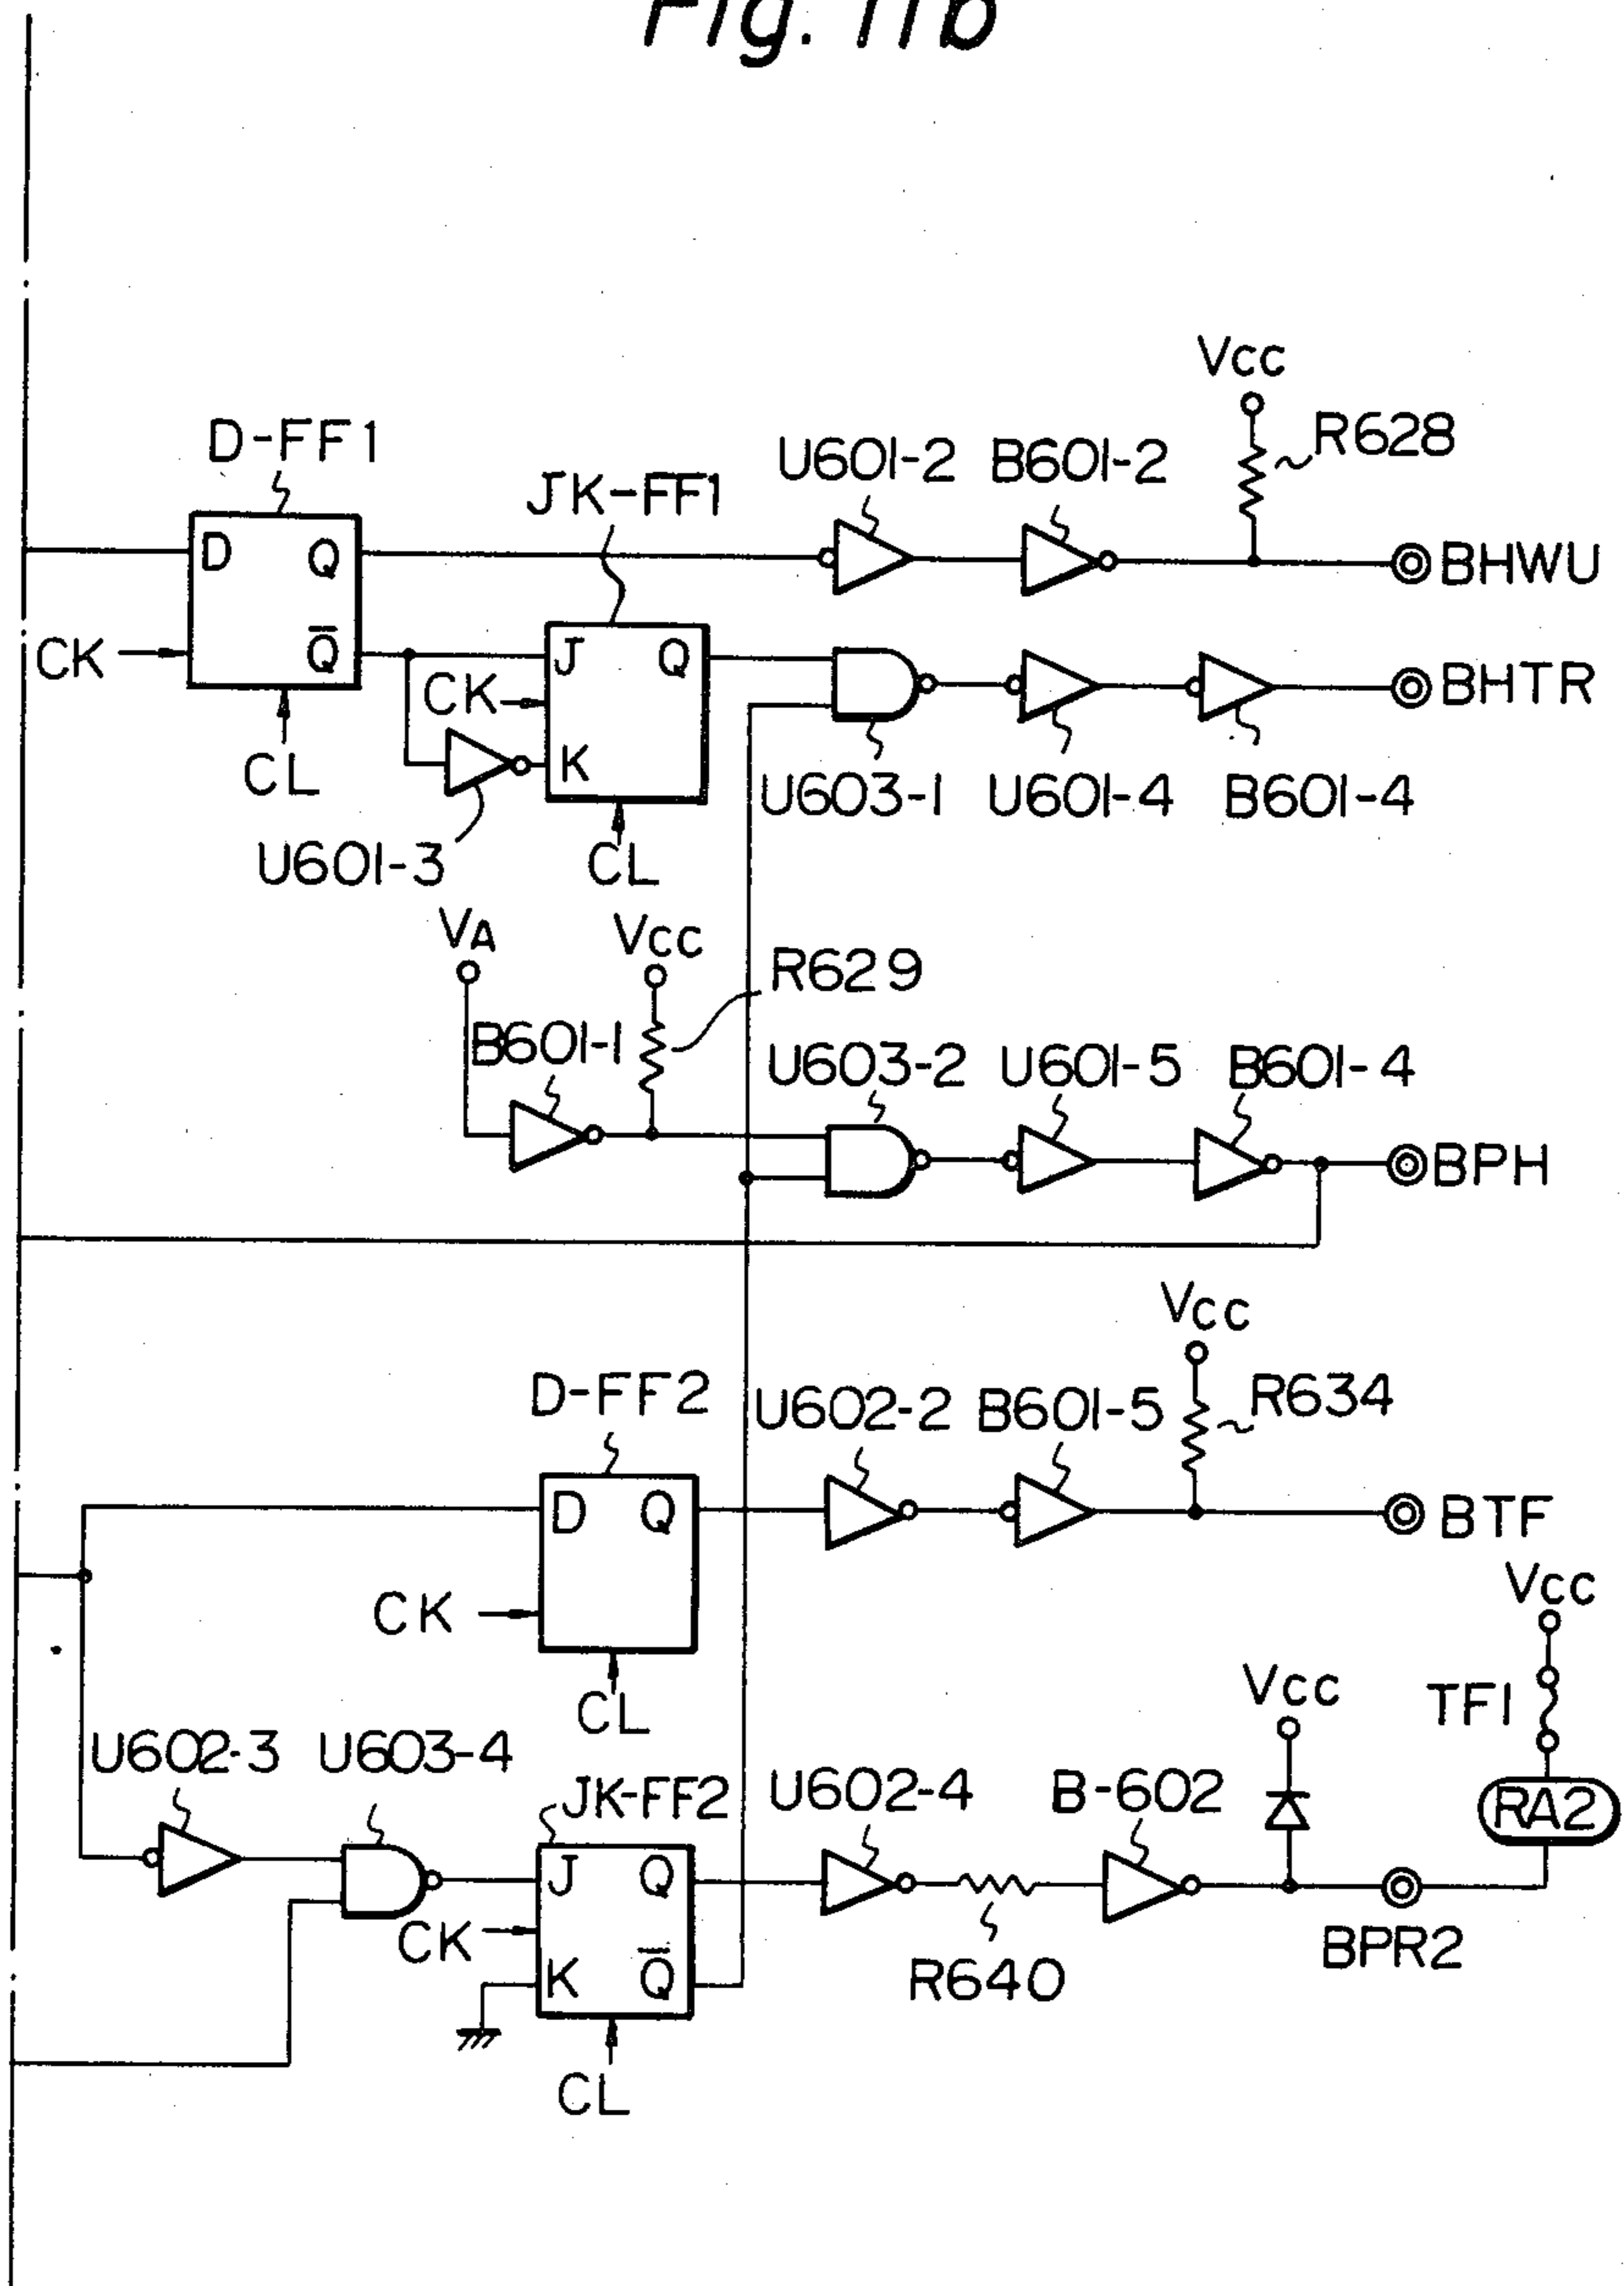 Fig. 11b
Vcc
R628
D-FF1
U601-2
B601-2
JK-FF1
D
Q
BHWU
CK
Q̅
J
Q
BHTR
CK
CL
K
U603-1
U601-4
B601-4
U601-3
CL
VA
Vcc
R629
B601-1
U603-2
U601-5
B601-4
BPH
Vcc
D-FF2
U602-2
B601-5
R634
D
Q
BTF
CK
Vcc
CL
Vcc
TF1
U602-3
U603-4
JK-FF2
U602-4
B-602
RA2
J
Q
CK
BPR2
K
Q̅
R640
CL